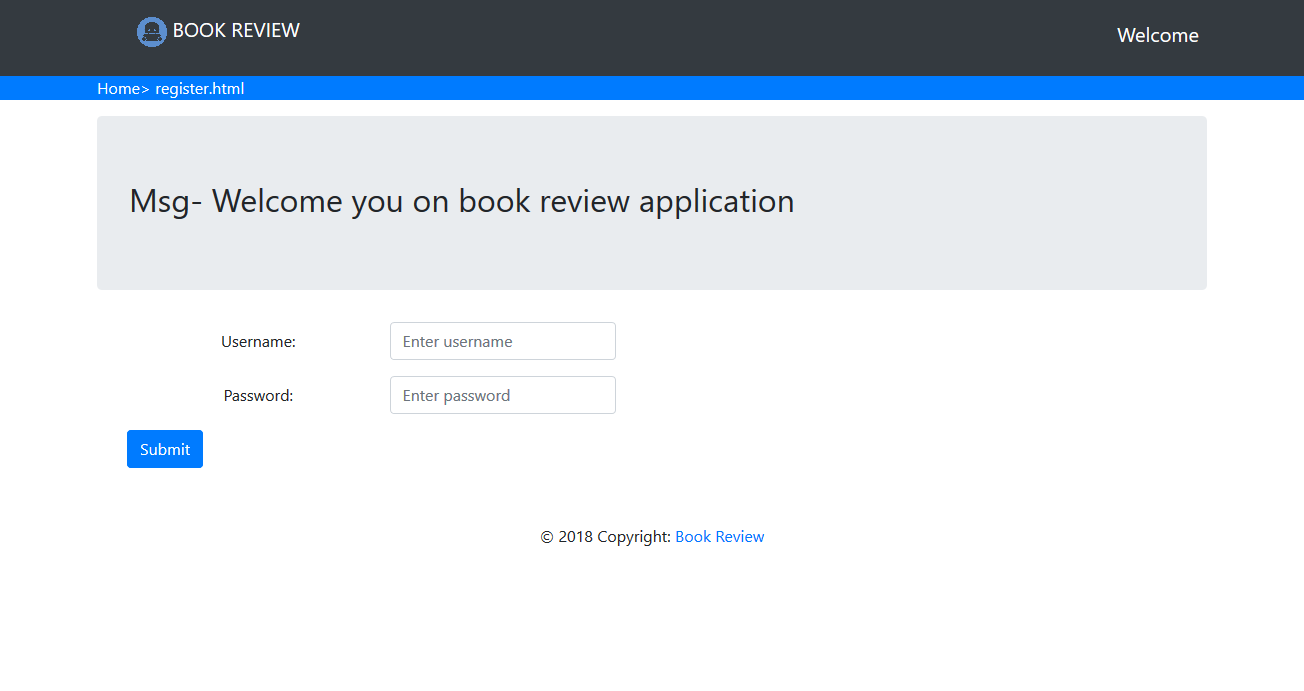 BOOK REVIEW
Welcome
Home> register.html
Msg- Welcome you on book review application
Username: Enter username
Password: Enter password
Submit
© 2018 Copyright: Book Review